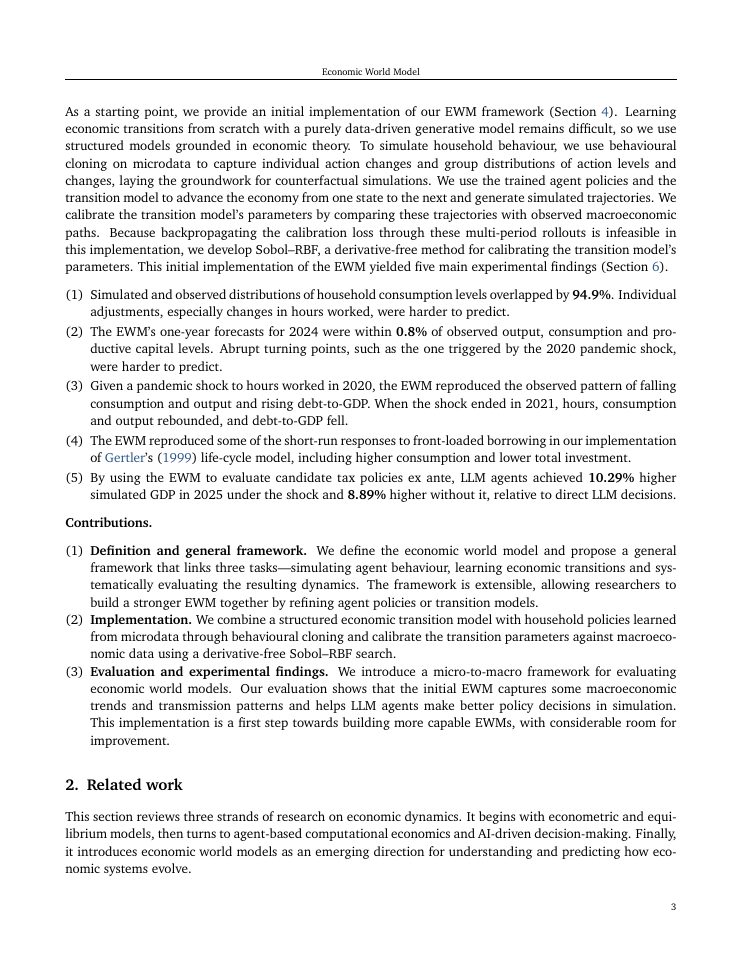 Economic World Model
As a starting point, we provide an initial implementation of our EWM framework (Section 4). Learning
economic transitions from scratch with a purely data-driven generative model remains difficult, so we use
structured models grounded in economic theory. To simulate household behaviour, we use behavioural
cloning on microdata to capture individual action changes and group distributions of action levels and
changes, laying the groundwork for counterfactual simulations. We use the trained agent policies and the
transition model to advance the economy from one state to the next and generate simulated trajectories. We
calibrate the transition model's parameters by comparing these trajectories with observed macroeconomic
paths. Because backpropagating the calibration loss through these multi-period rollouts is infeasible in
this implementation, we develop Sobol–RBF, a derivative-free method for calibrating the transition model's
parameters. This initial implementation of the EWM yielded five main experimental findings (Section 6).
(1) Simulated and observed distributions of household consumption levels overlapped by 94.9%. Individual
adjustments, especially changes in hours worked, were harder to predict.
(2) The EWM's one-year forecasts for 2024 were within 0.8% of observed output, consumption and pro-
ductive capital levels. Abrupt turning points, such as the one triggered by the 2020 pandemic shock,
were harder to predict.
(3) Given a pandemic shock to hours worked in 2020, the EWM reproduced the observed pattern of falling
consumption and output and rising debt-to-GDP. When the shock ended in 2021, hours, consumption
and output rebounded, and debt-to-GDP fell.
(4) The EWM reproduced some of the short-run responses to front-loaded borrowing in our implementation
of Gertler's (1999) life-cycle model, including higher consumption and lower total investment.
(5) By using the EWM to evaluate candidate tax policies ex ante, LLM agents achieved 10.29% higher
simulated GDP in 2025 under the shock and 8.89% higher without it, relative to direct LLM decisions.
Contributions.
(1) Definition and general framework. We define the economic world model and propose a general
framework that links three tasks—simulating agent behaviour, learning economic transitions and sys-
tematically evaluating the resulting dynamics. The framework is extensible, allowing researchers to
build a stronger EWM together by refining agent policies or transition models.
(2) Implementation. We combine a structured economic transition model with household policies learned
from microdata through behavioural cloning and calibrate the transition parameters against macroeco-
nomic data using a derivative-free Sobol–RBF search.
(3) Evaluation and experimental findings. We introduce a micro-to-macro framework for evaluating
economic world models. Our evaluation shows that the initial EWM captures some macroeconomic
trends and transmission patterns and helps LLM agents make better policy decisions in simulation.
This implementation is a first step towards building more capable EWMs, with considerable room for
improvement.
2. Related work
This section reviews three strands of research on economic dynamics. It begins with econometric and equi-
librium models, then turns to agent-based computational economics and AI-driven decision-making. Finally,
it introduces economic world models as an emerging direction for understanding and predicting how eco-
nomic systems evolve.
3